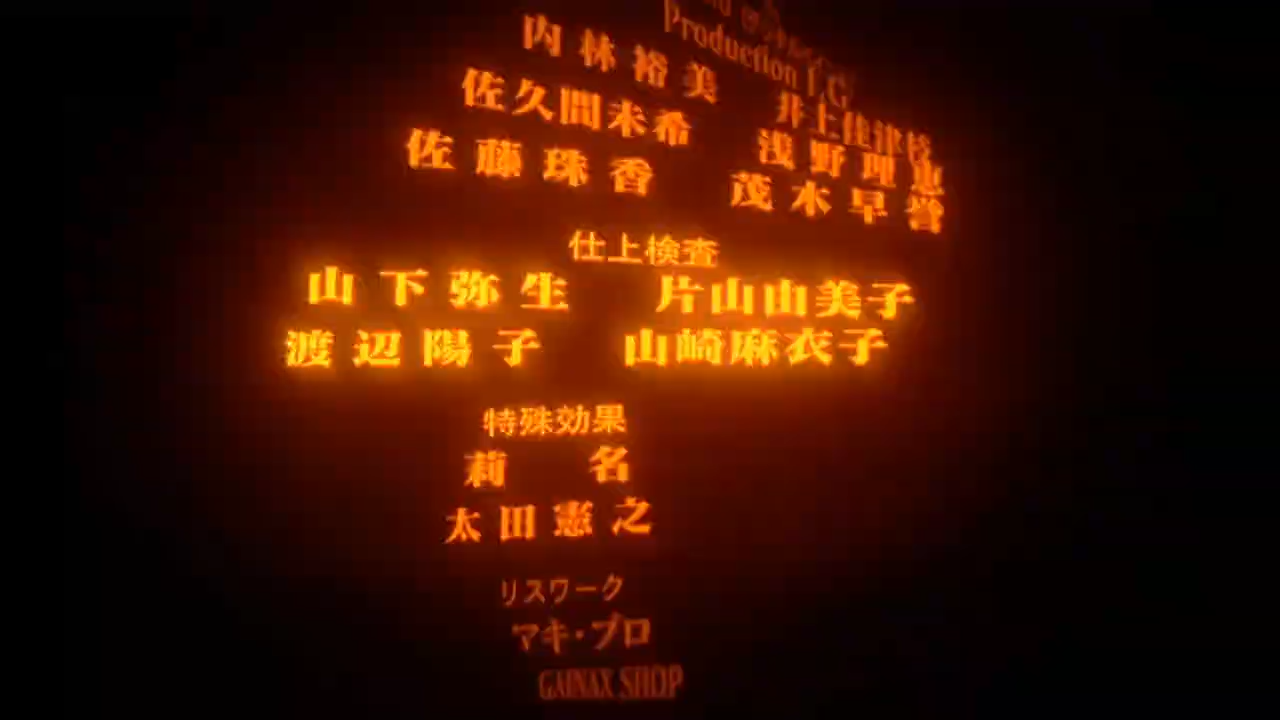 Production I.G
内林裕美 井上佳津枝
佐久間未希 浅野理恵
佐藤珠香 茂木早誉
仕上検査
山下弥生 片山由美子
渡辺陽子 山崎麻衣子
特殊効果
莉名
太田憲之
リスワーク
マキ・プロ
GAINAX SHOP